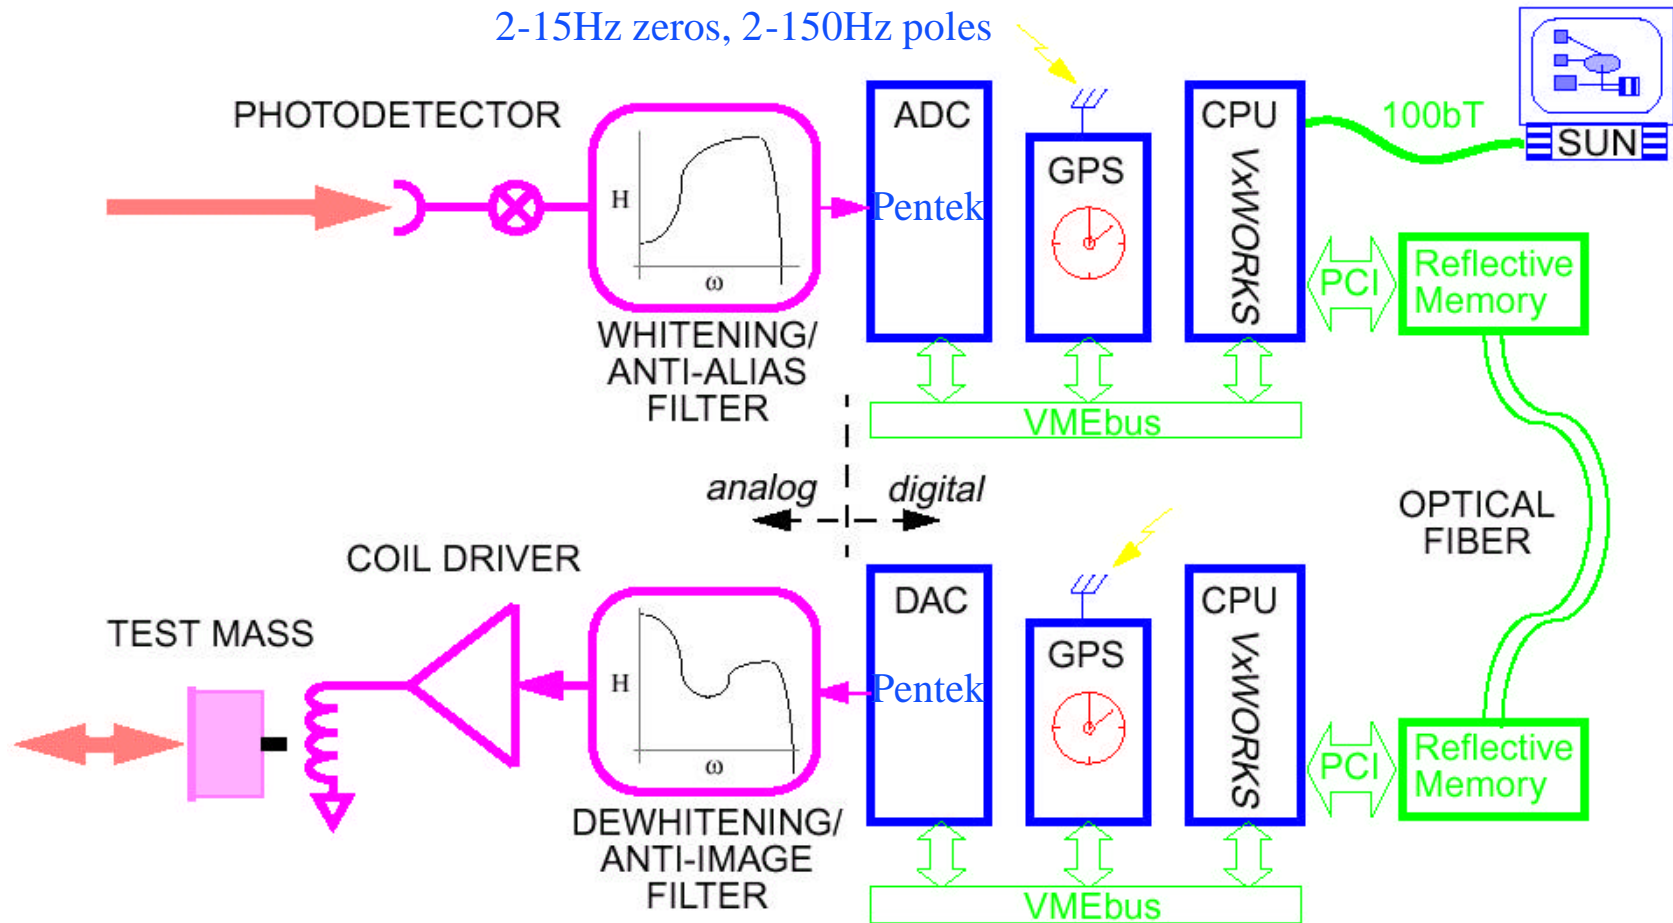 2-15Hz zeros, 2-150Hz poles
PHOTODETECTOR
H
ω
WHITENING/
ANTI-ALIAS
FILTER
ADC
Pentek
GPS
CPU
VxWORKS
100bT
SUN
PCI
Reflective
Memory
VMEbus
analog
digital
OPTICAL
FIBER
COIL DRIVER
TEST MASS
H
ω
DEWHITENING/
ANTI-IMAGE
FILTER
DAC
Pentek
GPS
CPU
VxWORKS
PCI
Reflective
Memory
VMEbus